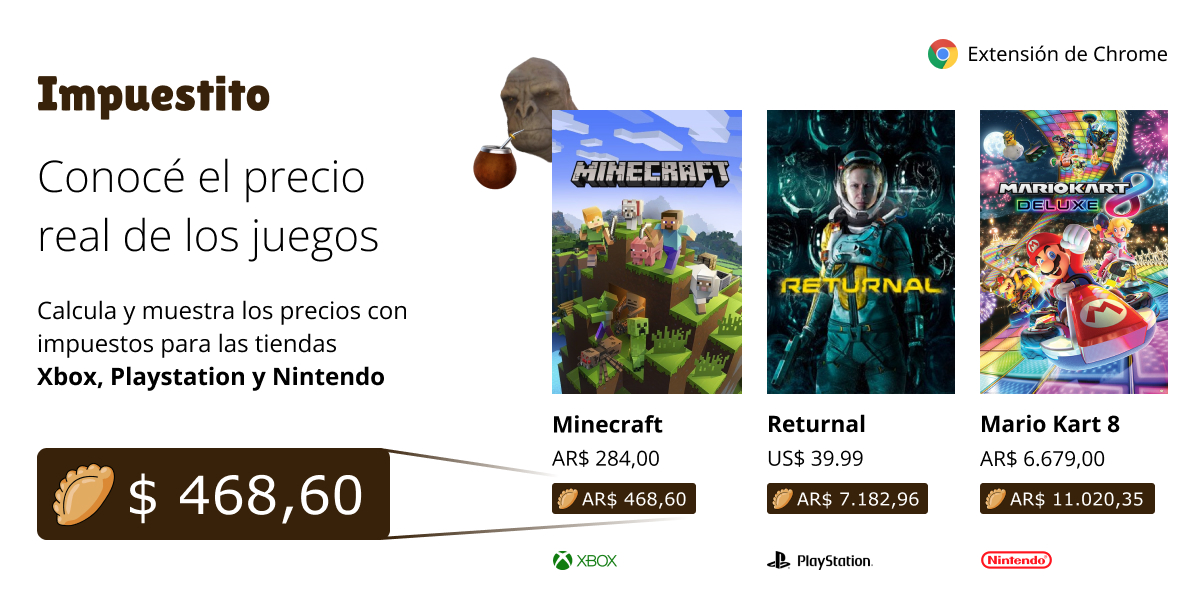 Extensión de Chrome
Impuestito
Conocé el precio
real de los juegos
Calcula y muestra los precios con
impuestos para las tiendas
Xbox, Playstation y Nintendo
$ 468,60
MINECRAFT
Minecraft
AR$ 284,00
AR$ 468,60
XBOX
RETURNAL
Returnal
US$ 39.99
AR$ 7.182,96
PlayStation.
MARIOKART 8
DELUXE
Mario Kart 8
AR$ 6.679,00
AR$ 11.020,35
Nintendo